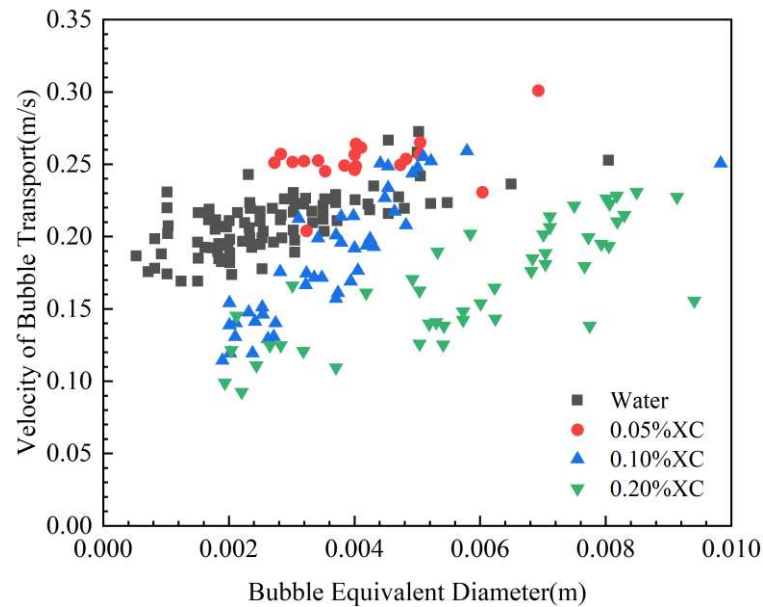 0.35
0.30
0.25
0.20
0.15
0.10
0.05
0.00
Velocity of Bubble Transport(m/s)
Water
0.05%XC
0.10%XC
0.20%XC
0.000 0.002 0.004 0.006 0.008 0.010
Bubble Equivalent Diameter(m)